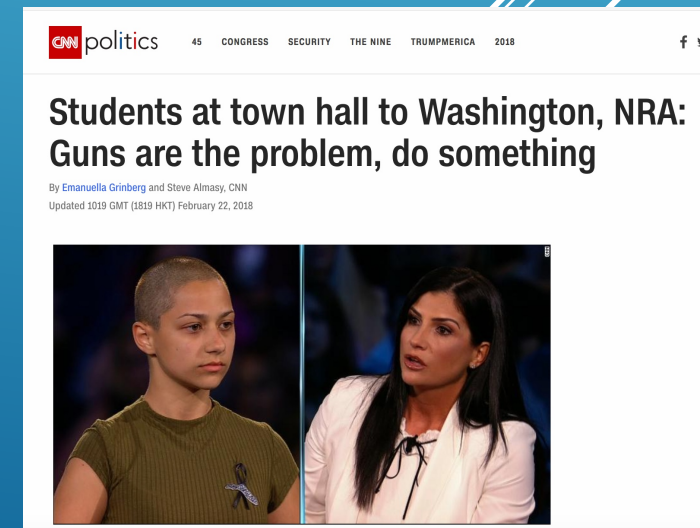 CNN politics 45 CONGRESS SECURITY THE NINE TRUMPMERICA 2018
Students at town hall to Washington, NRA:
Guns are the problem, do something
By Emanuella Grinberg and Steve Almasy, CNN
Updated 1019 GMT (1819 HKT) February 22, 2018